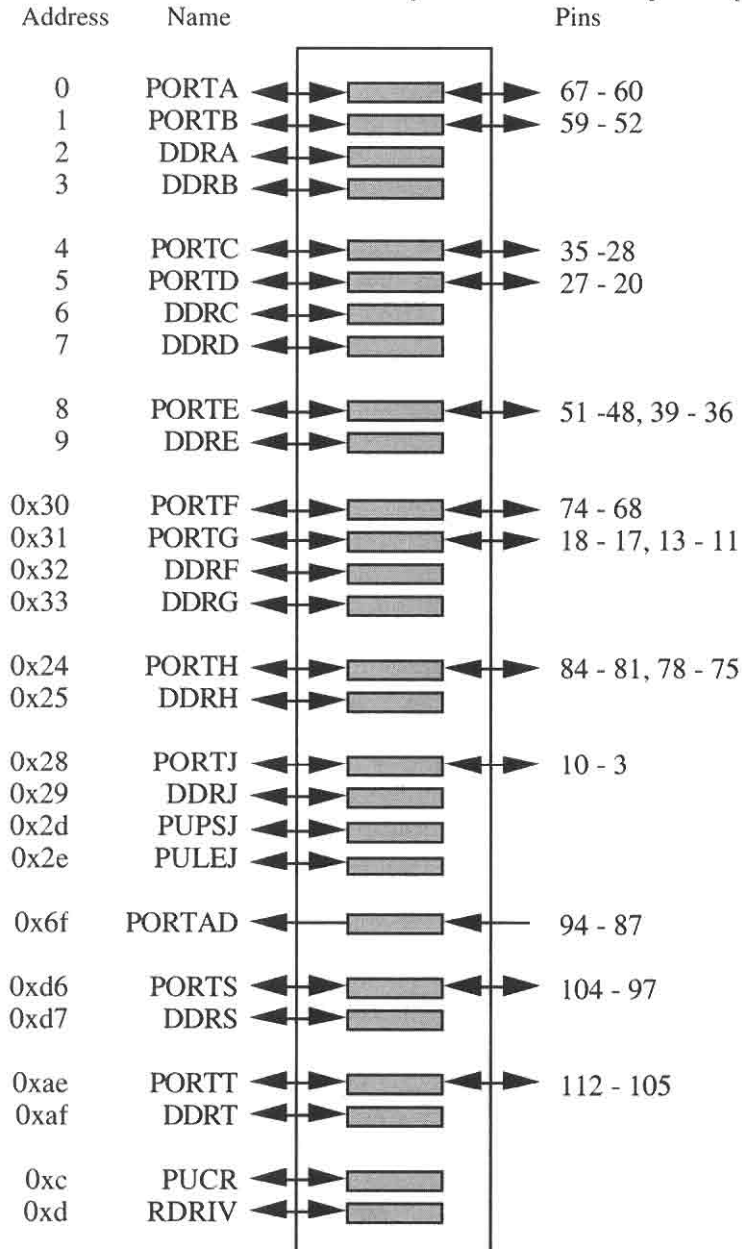 Address Name Pins
0 PORTA 67 - 60
1 PORTB 59 - 52
2 DDRA
3 DDRB
4 PORTC 35 -28
5 PORTD 27 - 20
6 DDRC
7 DDRD
8 PORTE 51 -48, 39 - 36
9 DDRE
0x30 PORTF 74 - 68
0x31 PORTG 18 - 17, 13 - 11
0x32 DDRF
0x33 DDRG
0x24 PORTH 84 - 81, 78 - 75
0x25 DDRH
0x28 PORTJ 10 - 3
0x29 DDRJ
0x2d PUPSJ
0x2e PULEJ
0x6f PORTAD 94 - 87
0xd6 PORTS 104 - 97
0xd7 DDRS
0xae PORTT 112 - 105
0xaf DDRT
0xc PUCR
0xd RDRIV